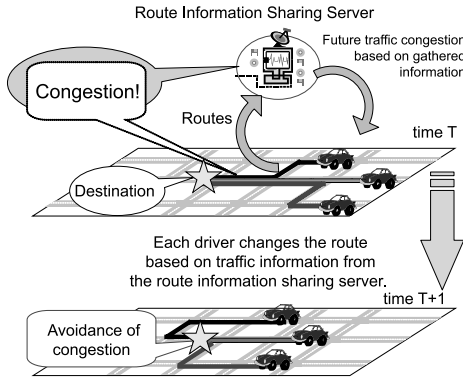 Route Information Sharing Server
Future traffic congestion
based on gathered
information
Congestion!
Routes
time T
Destination
Each driver changes the route
based on traffic information from
the route information sharing server.
time T+1
Avoidance of
congestion